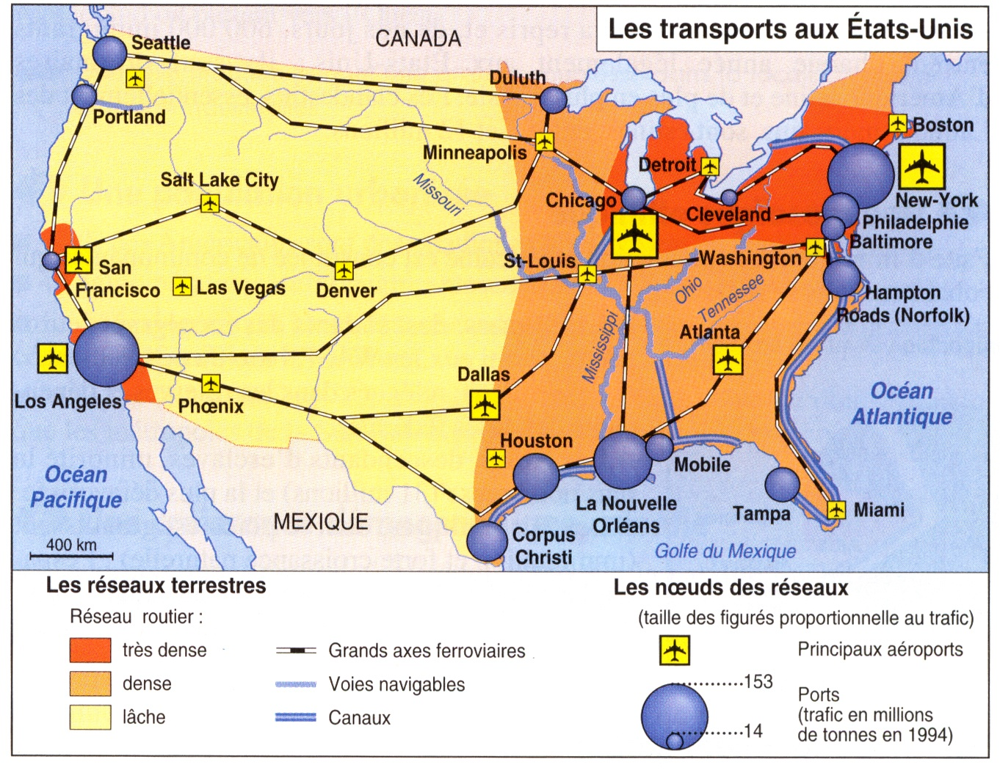 Les transports aux États-Unis
CANADA
Seattle
Duluth
Portland
Boston
Minneapolis
Detroit
Salt Lake City
Missouri
Chicago
New-York
Cleveland
Philadelphie
Baltimore
St-Louis
Washington
San
Francisco
Las Vegas
Denver
Ohio
Tennessee
Hampton
Roads (Norfolk)
Mississippi
Atlanta
Dallas
Los Angeles
Phœnix
Océan
Atlantique
Houston
Mobile
Océan
Pacifique
La Nouvelle
Orléans
Tampa
Miami
MEXIQUE
Corpus
Christi
Golfe du Mexique
400 km
Les réseaux terrestres
Réseau routier :
très dense
dense
lâche
Grands axes ferroviaires
Voies navigables
Canaux
Les nœuds des réseaux
(taille des figurés proportionnelle au trafic)
Principaux aéroports
153
14
Ports
(trafic en millions
de tonnes en 1994)